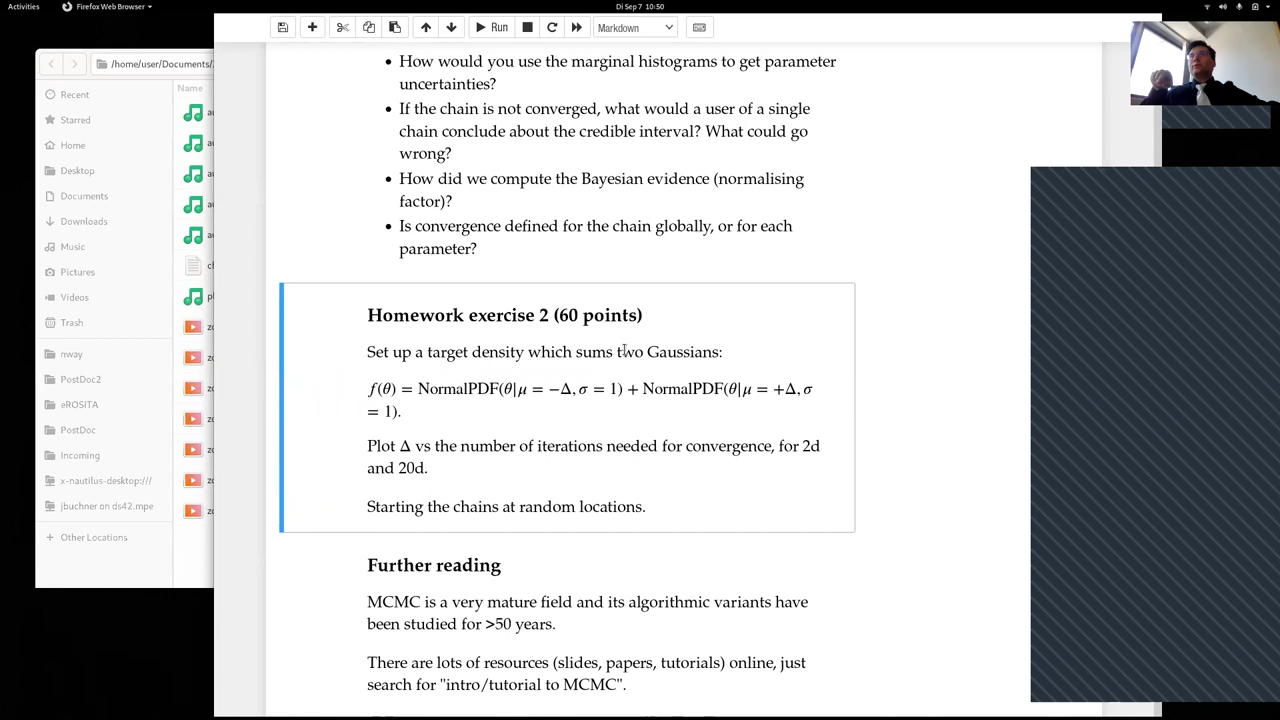 Activities
Firefox Web Browser
Di Sep 7 10:50
Run
Markdown
/home/user/Documents/
Recent
Starred
Home
Desktop
Documents
Downloads
Music
Pictures
Videos
Trash
nway
PostDoc2
eROSITA
PostDoc
Incoming
x-nautilus-desktop:///
jbuchner on ds42.mpe
Other Locations
Name
• How would you use the marginal histograms to get parameter
uncertainties?
• If the chain is not converged, what would a user of a single
chain conclude about the credible interval? What could go
wrong?
• How did we compute the Bayesian evidence (normalising
factor)?
• Is convergence defined for the chain globally, or for each
parameter?
Homework exercise 2 (60 points)
Set up a target density which sums two Gaussians:
f(θ) = NormalPDF(θ|μ = −Δ, σ = 1) + NormalPDF(θ|μ = +Δ, σ
= 1).
Plot Δ vs the number of iterations needed for convergence, for 2d
and 20d.
Starting the chains at random locations.
Further reading
MCMC is a very mature field and its algorithmic variants have
been studied for >50 years.
There are lots of resources (slides, papers, tutorials) online, just
search for "intro/tutorial to MCMC".